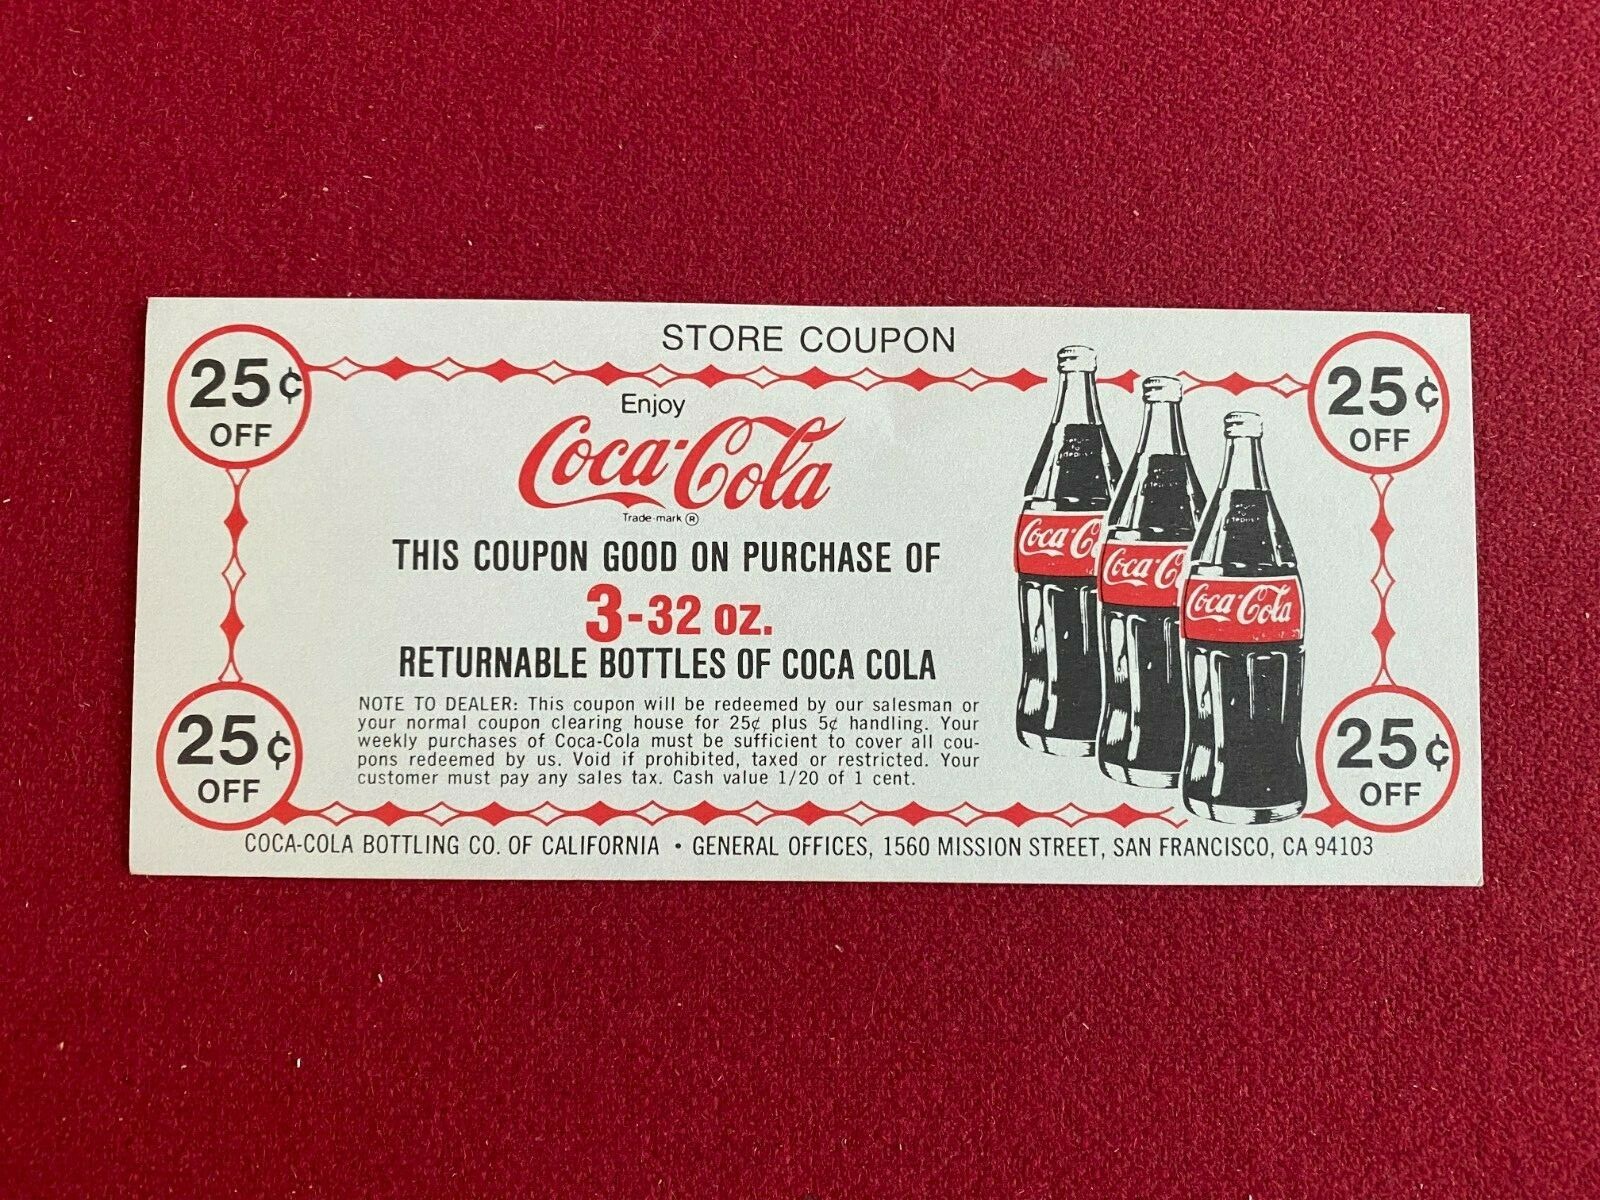 STORE COUPON
25¢
OFF
25¢
OFF
Enjoy
Coca-Cola
Trade-mark ®
THIS COUPON GOOD ON PURCHASE OF
3-32 oz.
RETURNABLE BOTTLES OF COCA COLA
NOTE TO DEALER: This coupon will be redeemed by our salesman or
your normal coupon clearing house for 25¢ plus 5¢ handling. Your
weekly purchases of Coca-Cola must be sufficient to cover all cou-
pons redeemed by us. Void if prohibited, taxed or restricted. Your
customer must pay any sales tax. Cash value 1/20 of 1 cent.
Coca-C
Coca-C
Coca-Cola
25¢
OFF
25¢
OFF
COCA-COLA BOTTLING CO. OF CALIFORNIA • GENERAL OFFICES, 1560 MISSION STREET, SAN FRANCISCO, CA 94103